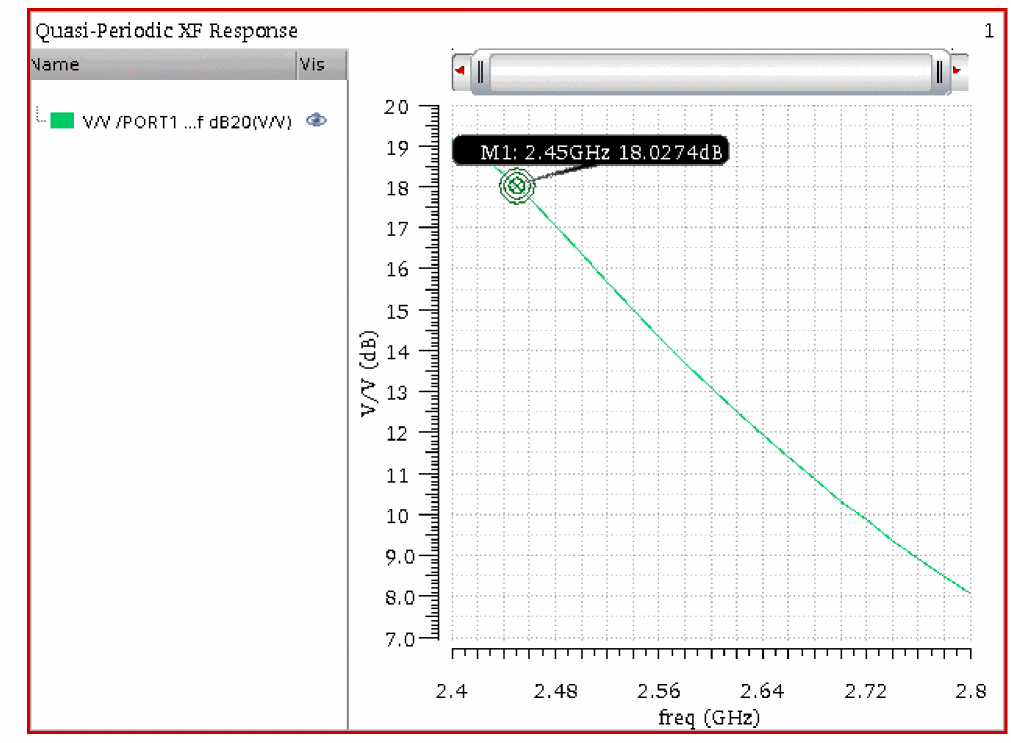 Quasi-Periodic XF Response
1
Name Vis
V/V /PORT1 ...f dB20(V/V)
M1: 2.45GHz 18.0274dB
V/V (dB)
20
19
18
17
16
15
14
13
12
11
10
9.0
8.0
7.0
2.4 2.48 2.56 2.64 2.72 2.8
freq (GHz)